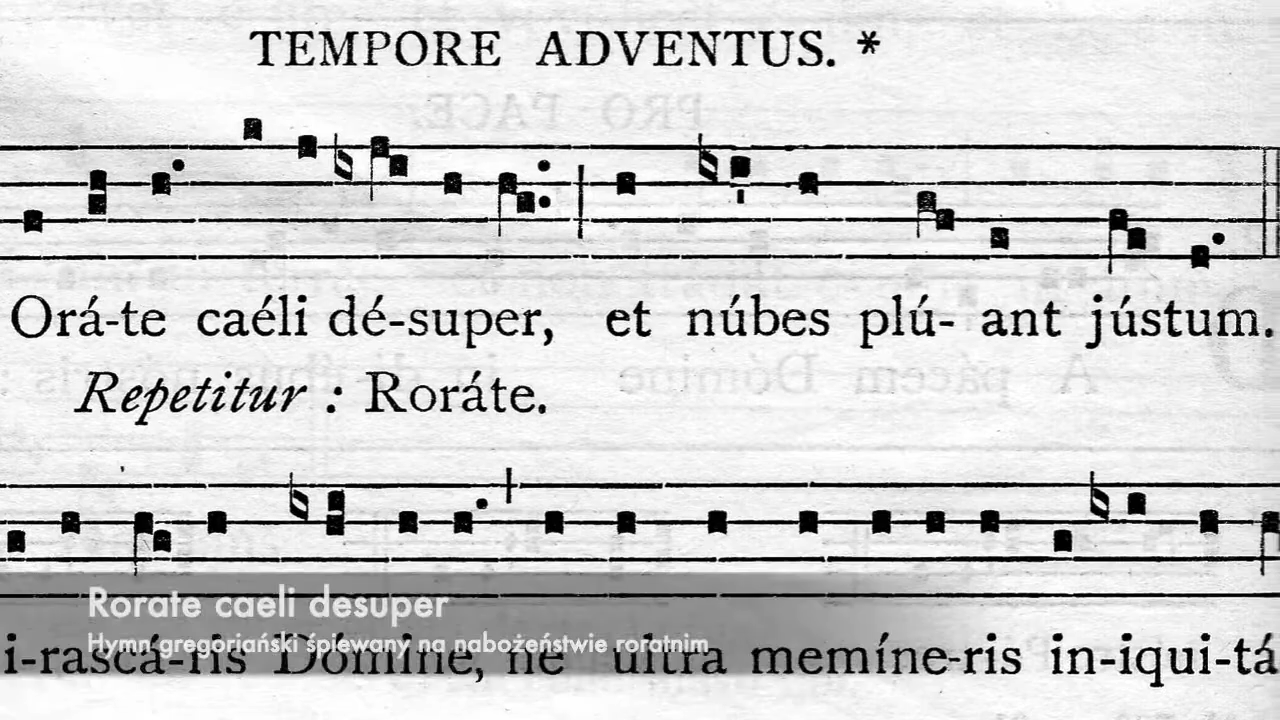 TEMPORE ADVENTUS. *
Orá-te caéli dé-super, et núbes plú- ant jústum.
Repetitur : Roráte.
Rorate caeli desuper
Hymn gregoriański śpiewany na nabożeństwie roratnim
i-rascá-ris Dómine, ne ultra memíne-ris in-iqui-tá